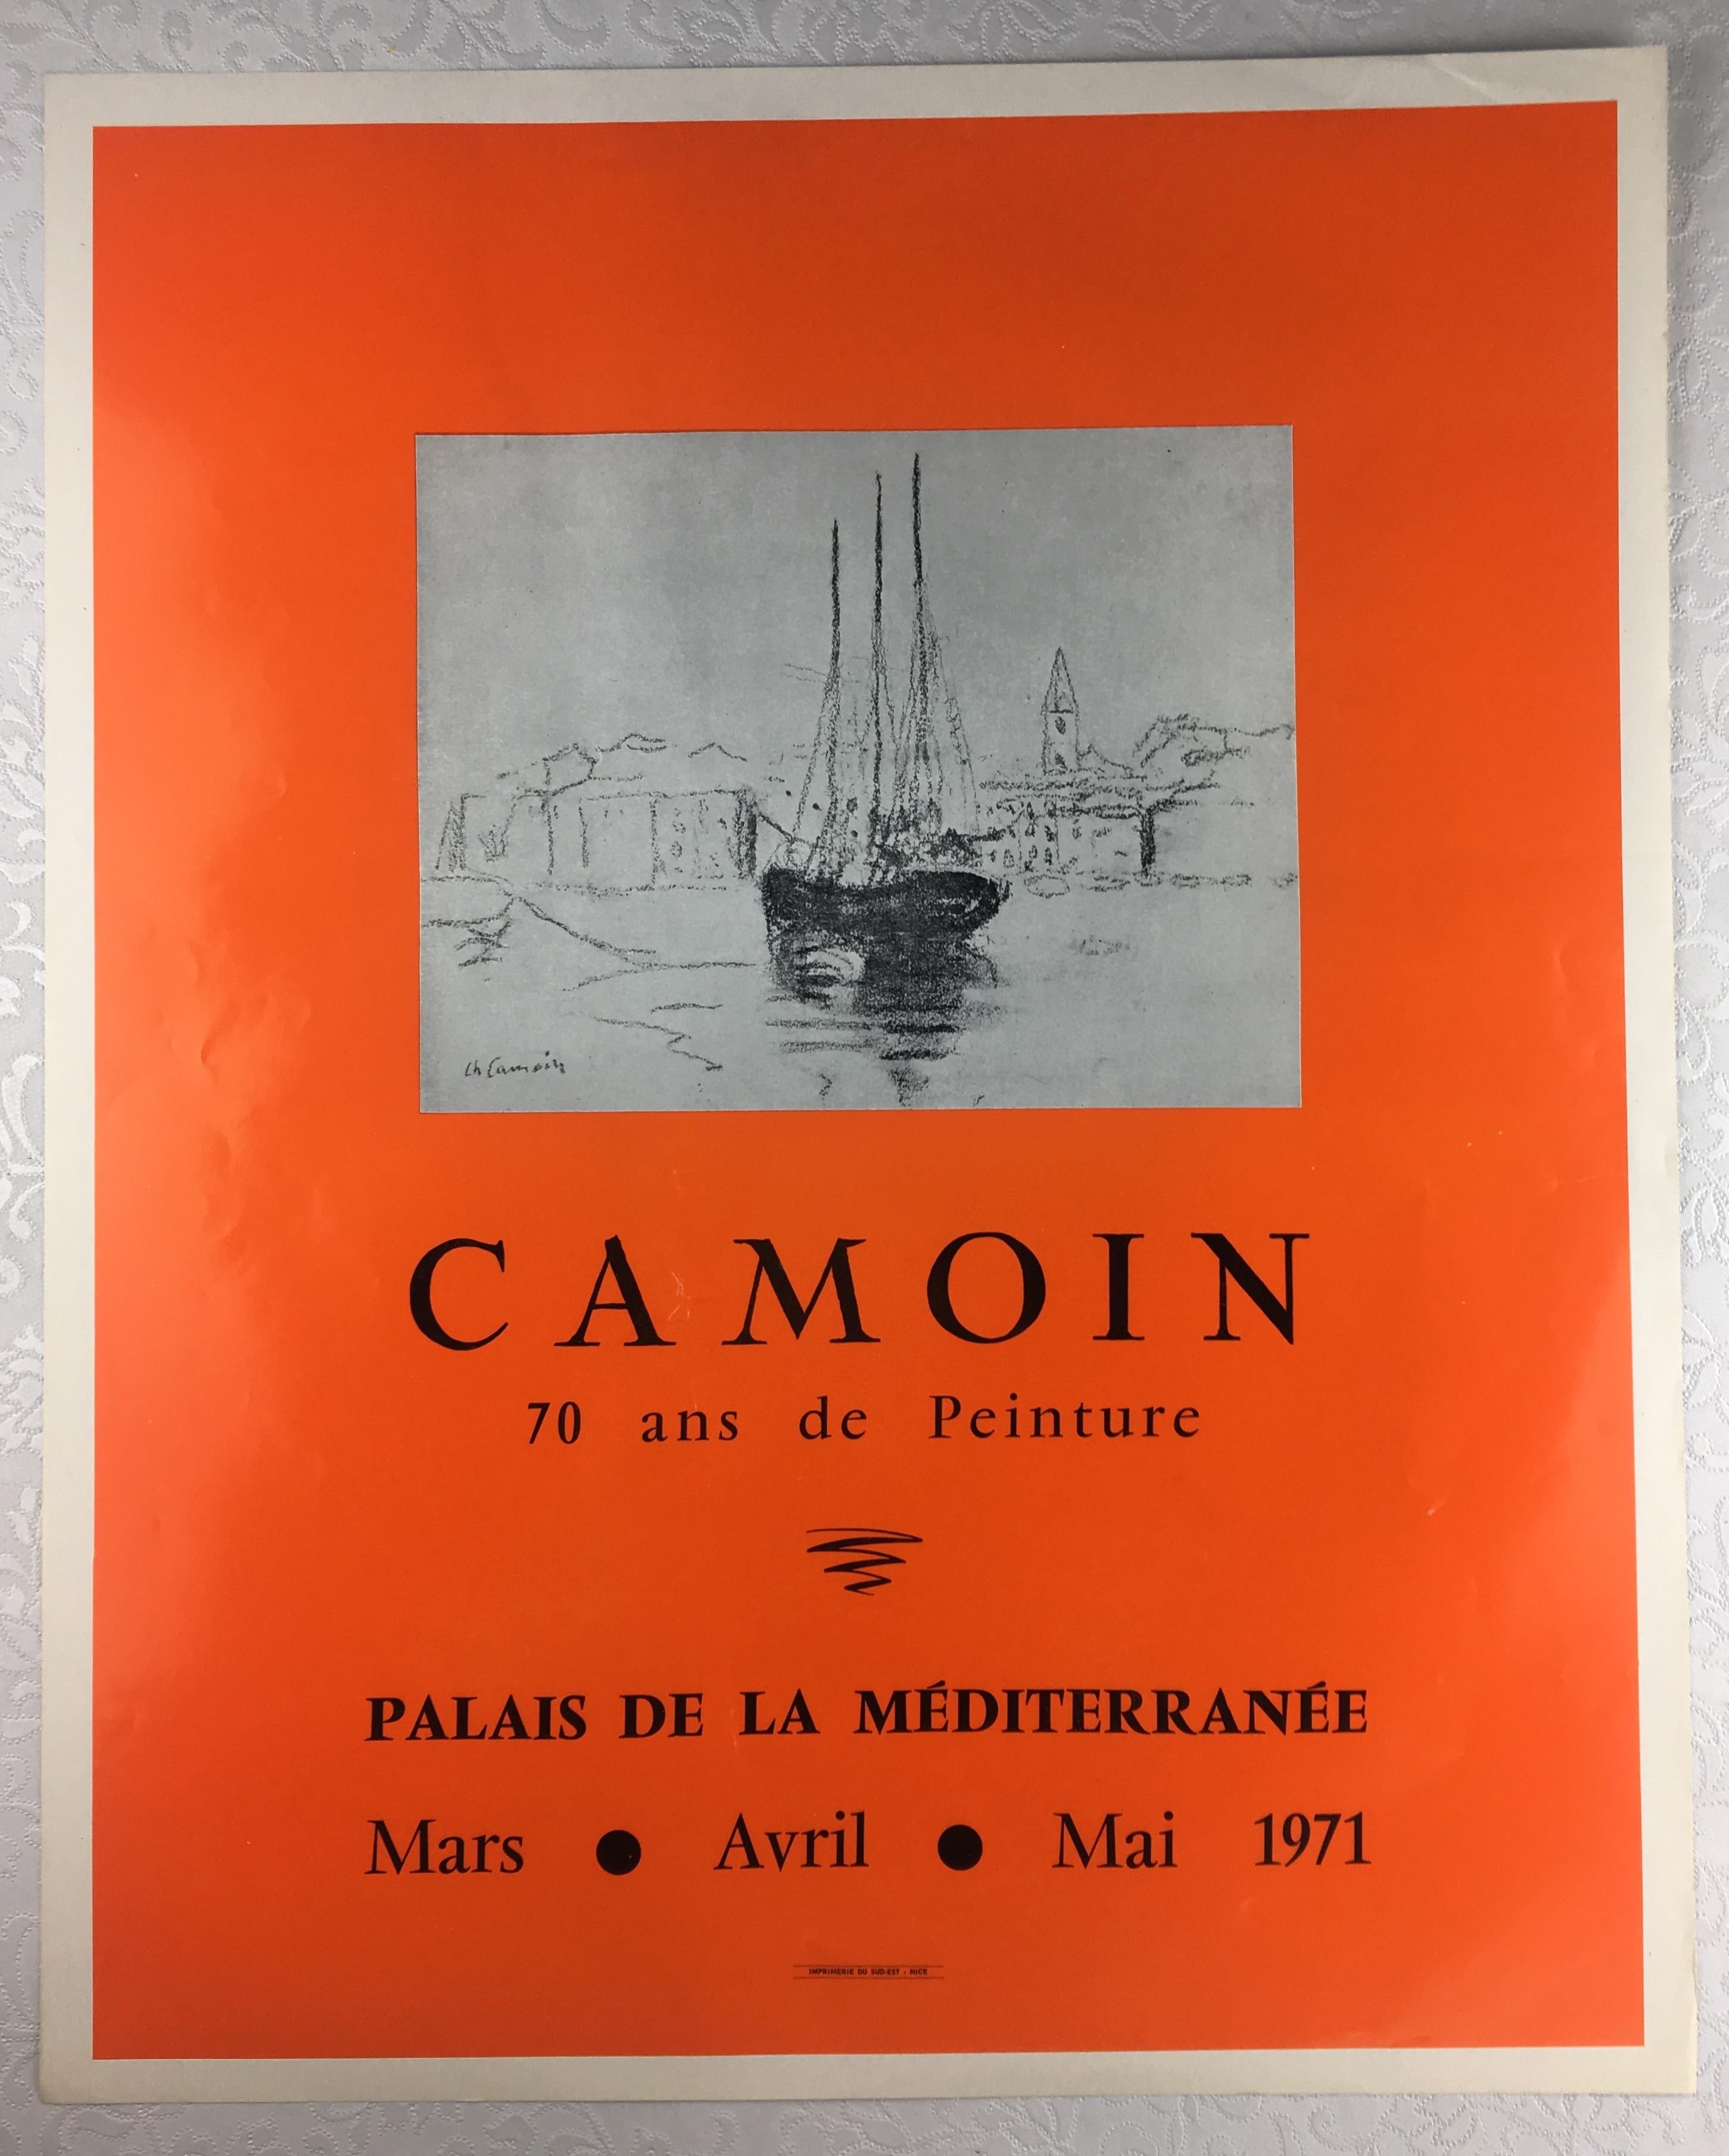 Ch Camoin
CAMOIN
70 ans de Peinture
PALAIS DE LA MÉDITERRANÉE
Mars ● Avril ● Mai 1971
IMPRIMERIE DU SUD-EST - NICE